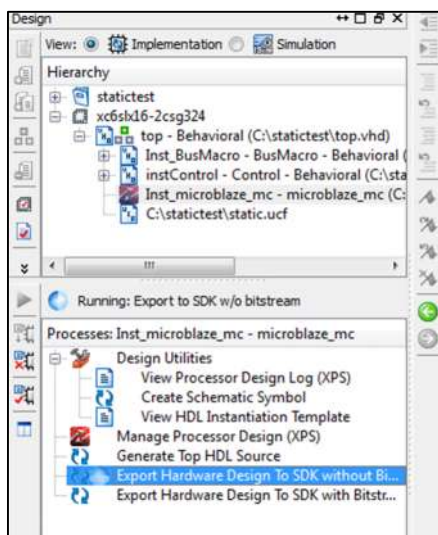 Design
View: Implementation Simulation
Hierarchy
statictest
xc6slx16-2csg324
top - Behavioral (C:\statictest\top.vhd)
Inst_BusMacro - BusMacro - Behavioral (
instControl - Control - Behavioral (C:\sta
Inst_microblaze_mc - microblaze_mc (C:
C:\statictest\static.ucf
Running: Export to SDK w/o bitstream
Processes: Inst_microblaze_mc - microblaze_mc
Design Utilities
View Processor Design Log (XPS)
Create Schematic Symbol
View HDL Instantiation Template
Manage Processor Design (XPS)
Generate Top HDL Source
Export Hardware Design To SDK without Bi...
Export Hardware Design To SDK with Bitstr...